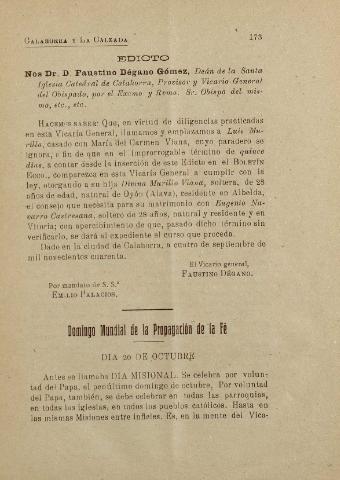 CALAHORRA Y LA CALZADA 173
EDICTO
Nos Dr. D. Faustino Dégano Gómez, Deán de la Santa
Iglesia Catedral de Calahorra, Provisor y Vicario General
del Obispado, por el Excmo y Rvmo. Sr. Obispo del mis-
mo, etc., etc.
HACEMOS SABER: Que, en virtud de diligencias practicadas
en esta Vicaría General, llamamos y emplazamos a Luis Mu-
rillo, casado con María del Carmen Viana, cuyo paradero se
ignora, a fin de que en el improrrogable término de quince
días, a contar desde la inserción de este Edicto en el BOLETÍN
ECCO., comparezca en esta Vicaría General a cumplir con la
ley, otorgando a su hija Divina Murillo Viana, soltera, de 28
años de edad, natural de Oyón (Alava), residente en Albelda,
el consejo que necesita para su matrimonio con Eugenio Na-
varro Castresana, soltero de 28 años, natural y residente y en
Vitoria; con apercibimiento de que, pasado dicho término sin
verificarlo, se dará al expediente el curso que proceda.
Dado en la ciudad de Calahorra, a cuatro de septiembre de
mil novecientos cuarenta.
El Vicario general,
FAUSTINO DÉGANO.
Por mandato de S. S.ª
EMILIO PALACIOS.
Domingo Mundial de la Propagación de la Fé
DIA 20 DE OCTUBRE
Antes se llamaba DIA MISIONAL. Se celebra por volun-
tad del Papa, el penúltimo domingo de octubre, Por voluntad
del Papa, también, se debe celebrar en todas las parroquias,
en todas las iglesias, en todos los pueblos católicos. Hasta en
las mismas Misiones entre infieles. Es, en la mente del Vica-